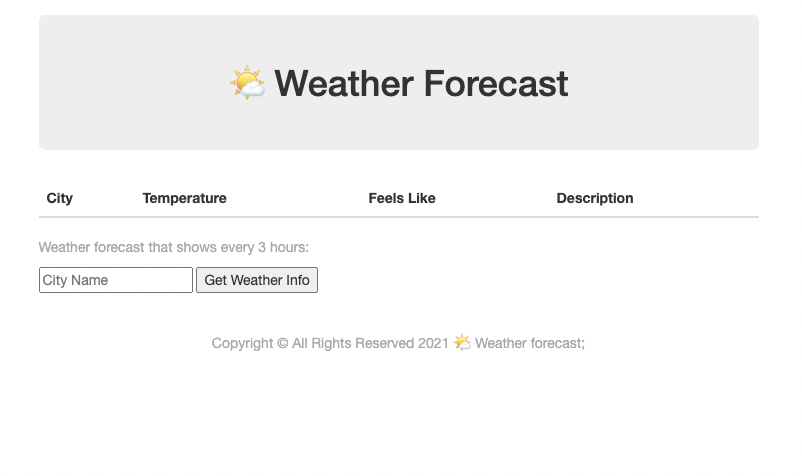 🌤 Weather Forecast
City Temperature Feels Like Description
Weather forecast that shows every 3 hours:
City Name Get Weather Info
Copyright © All Rights Reserved 2021 🌤 Weather forecast;